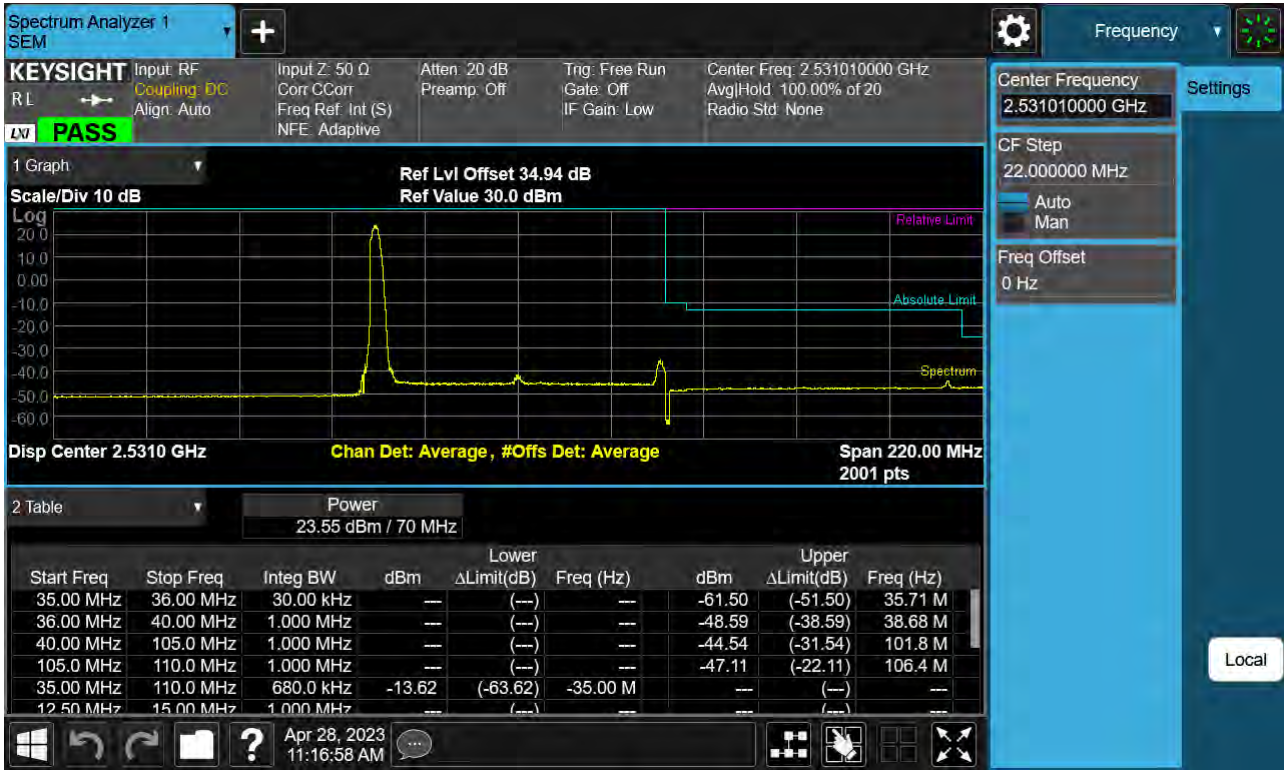 Spectrum Analyzer 1
SEM
Frequency
KEYSIGHT
R L
LXI PASS
Input: RF
Coupling: DC
Align: Auto
Input Z: 50 Ω
Corr CCorr
Freq Ref: Int (S)
NFE: Adaptive
Atten: 20 dB
Preamp: Off
Trig: Free Run
Gate: Off
IF Gain: Low
Center Freq: 2.531010000 GHz
Avg|Hold: 100.00% of 20
Radio Std: None
Center Frequency
2.531010000 GHz
Settings
CF Step
22.000000 MHz
Auto
Man
Freq Offset
0 Hz
Local
1 Graph
Scale/Div 10 dB
Ref Lvl Offset 34.94 dB
Ref Value 30.0 dBm
Log
20.0
10.0
0.00
-10.0
-20.0
-30.0
-40.0
-50.0
-60.0
Relative Limit
Absolute Limit
Spectrum
Disp Center 2.5310 GHz
Chan Det: Average , #Offs Det: Average
Span 220.00 MHz
2001 pts
2 Table
Power
23.55 dBm / 70 MHz
Lower Upper
Start Freq Stop Freq Integ BW dBm ΔLimit(dB) Freq (Hz) dBm ΔLimit(dB) Freq (Hz)
35.00 MHz 36.00 MHz 30.00 kHz --- (---) --- -61.50 (-51.50) 35.71 M
36.00 MHz 40.00 MHz 1.000 MHz --- (---) --- -48.59 (-38.59) 38.68 M
40.00 MHz 105.0 MHz 1.000 MHz --- (---) --- -44.54 (-31.54) 101.8 M
105.0 MHz 110.0 MHz 1.000 MHz --- (---) --- -47.11 (-22.11) 106.4 M
35.00 MHz 110.0 MHz 680.0 kHz -13.62 (-63.62) -35.00 M --- (---) ---
12.50 MHz 15.00 MHz 1.000 MHz --- (---) --- --- (---) ---
Apr 28, 2023
11:16:58 AM